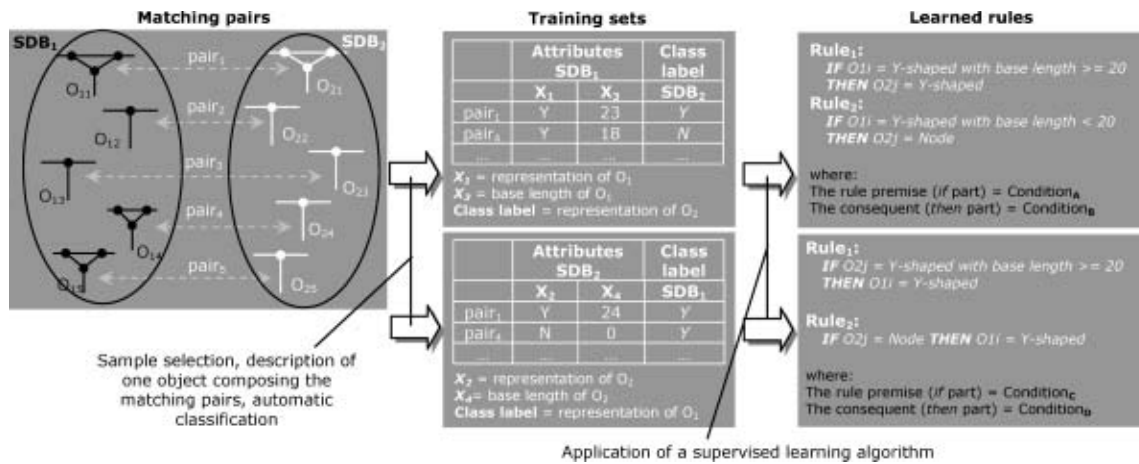 Matching pairs
SDB₁
SDB₂
pair₁
O₁₁
O₂₁
pair₂
O₁₂
O₂₂
pair₃
O₁₃
pair₄
O₁₄
O₂₄
pair₅
O₁₅
O₂₅
Sample selection, description of
one object composing the
matching pairs, automatic
classification
Training sets
Attributes Class
SDB₁ label
X₁ X₃ SDB₂
pair₁ Y 23 Y
pair₄ Y 18 N
.... .... ....
X₁ = representation of O₁
X₃ = base length of O₁
Class label = representation of O₂
Attributes Class
SDB₂ label
X₂ X₄ SDB₁
pair₁ Y 24 Y
pair₄ N 0 Y
.... .... ....
X₂ = representation of O₂
X₄= base length of O₂
Class label = representation of O₁
Application of a supervised learning algorithm
Learned rules
Rule₁:
IF O1i = Y-shaped with base length >= 20
THEN O2j = Y-shaped
Rule₂:
IF O1i = Y-shaped with base length < 20
THEN O2j = Node
where:
The rule premise (if part) = Condition_A
The consequent (then part) = Condition_B
Rule₁:
IF O2j = Y-shaped with base length >= 20
THEN O1i = Y-shaped
Rule₂:
IF O2j = Node THEN O1i = Y-shaped
where:
The rule premise (if part) = Condition_C
The consequent (then part) = Condition_D